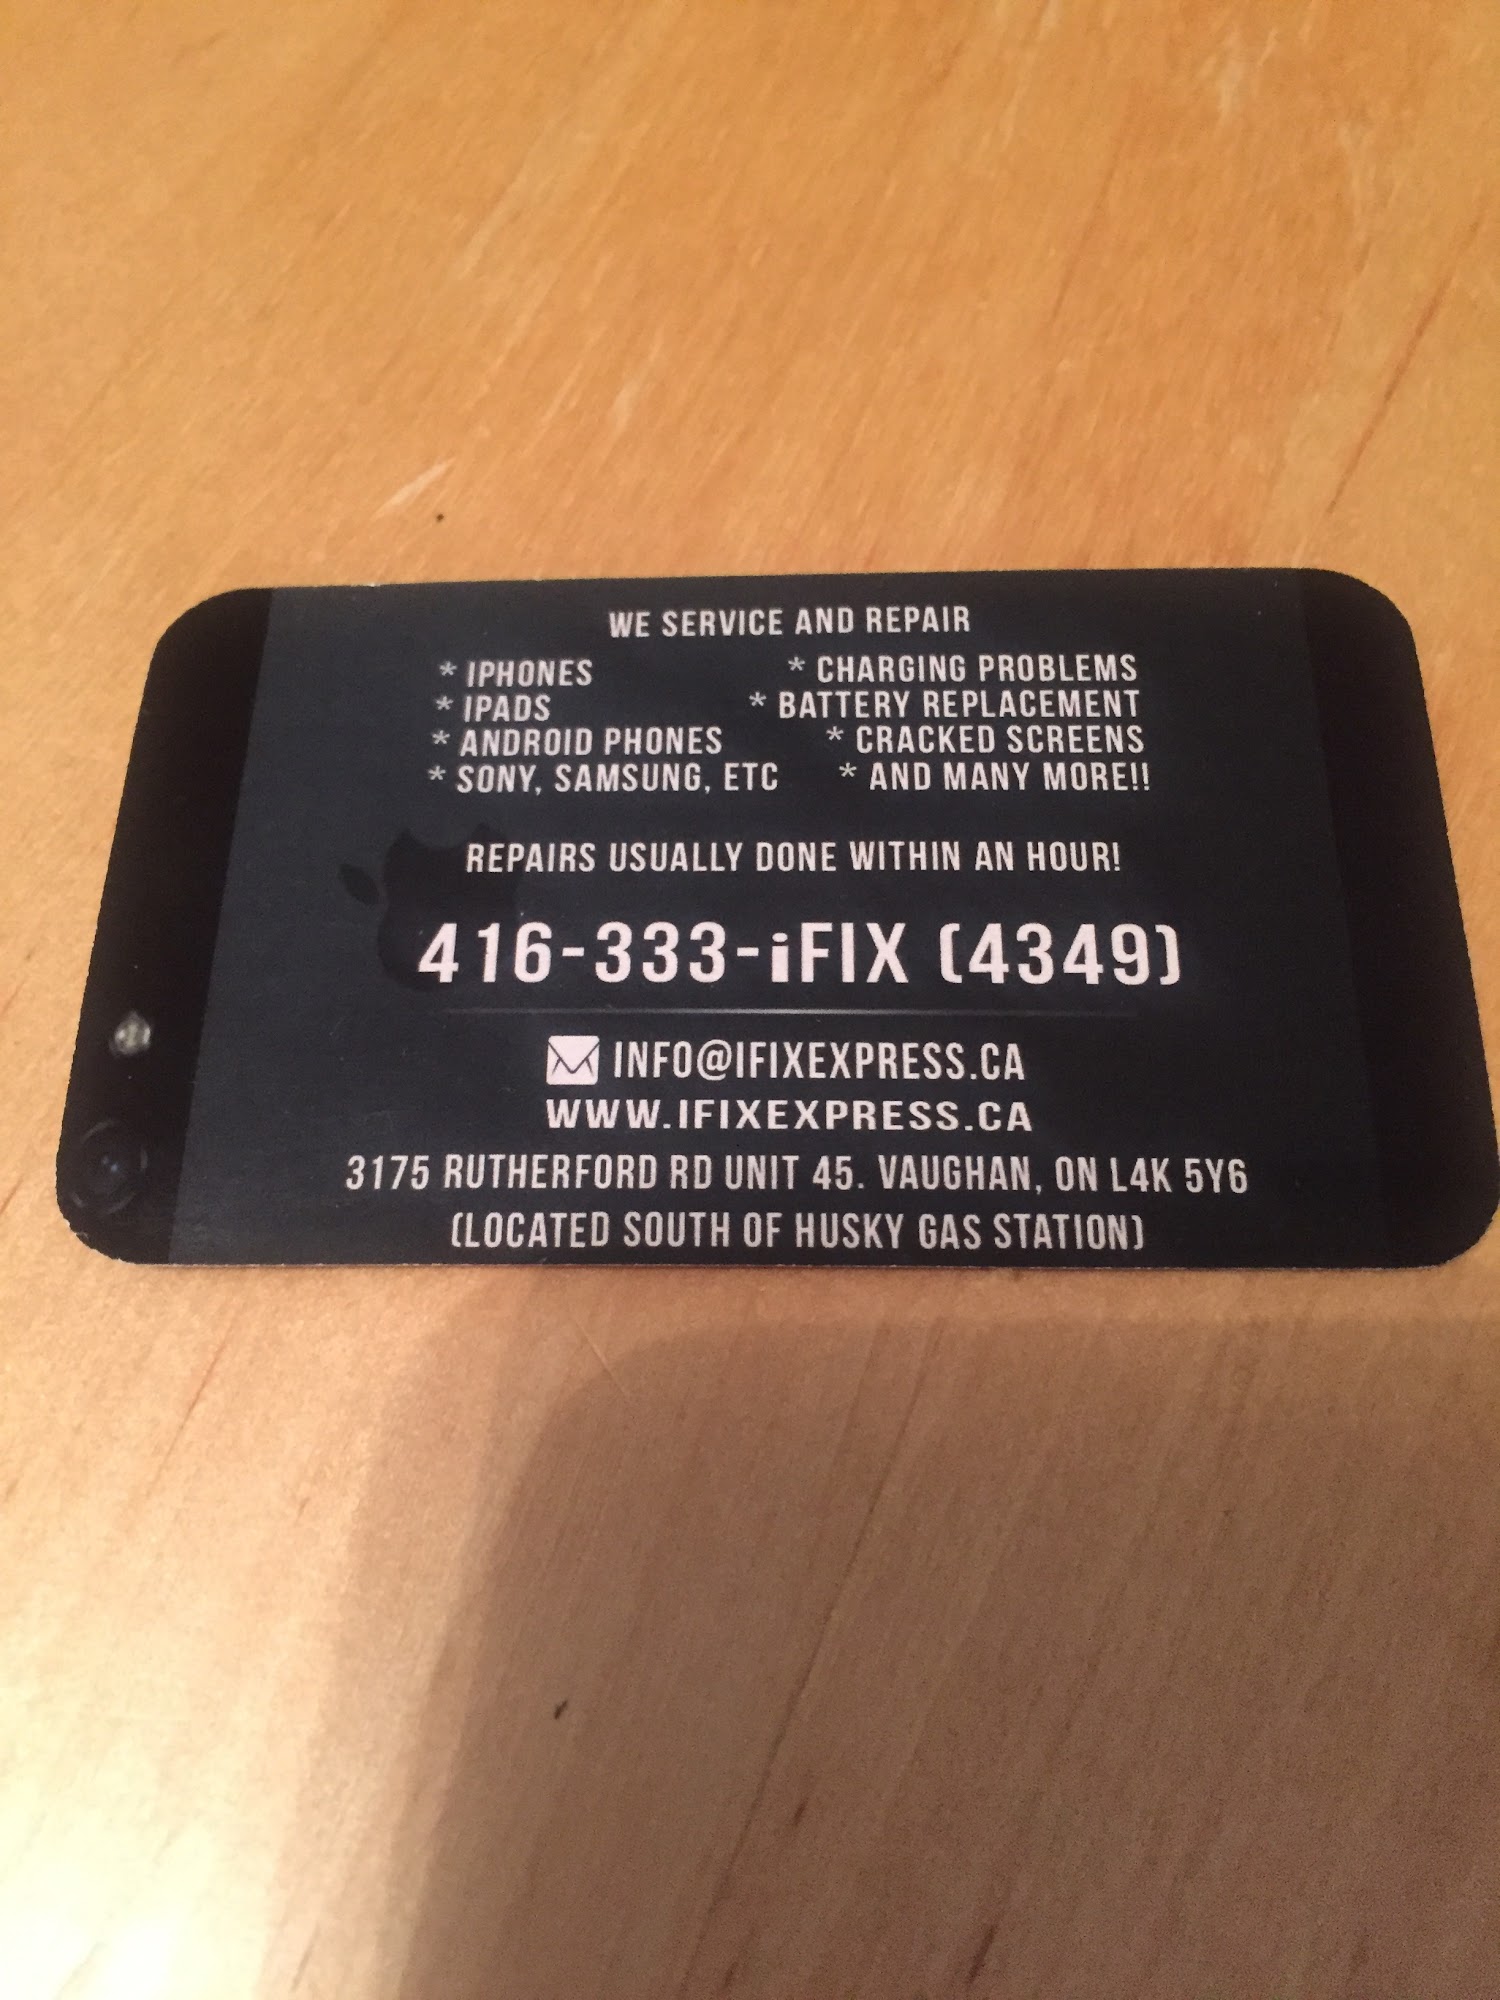 WE SERVICE AND REPAIR
* IPHONES * CHARGING PROBLEMS
* IPADS * BATTERY REPLACEMENT
* ANDROID PHONES * CRACKED SCREENS
* SONY, SAMSUNG, ETC * AND MANY MORE!!
REPAIRS USUALLY DONE WITHIN AN HOUR!
416-333-iFIX (4349)
INFO@IFIXEXPRESS.CA
WWW.IFIXEXPRESS.CA
3175 RUTHERFORD RD UNIT 45. VAUGHAN, ON L4K 5Y6
(LOCATED SOUTH OF HUSKY GAS STATION)